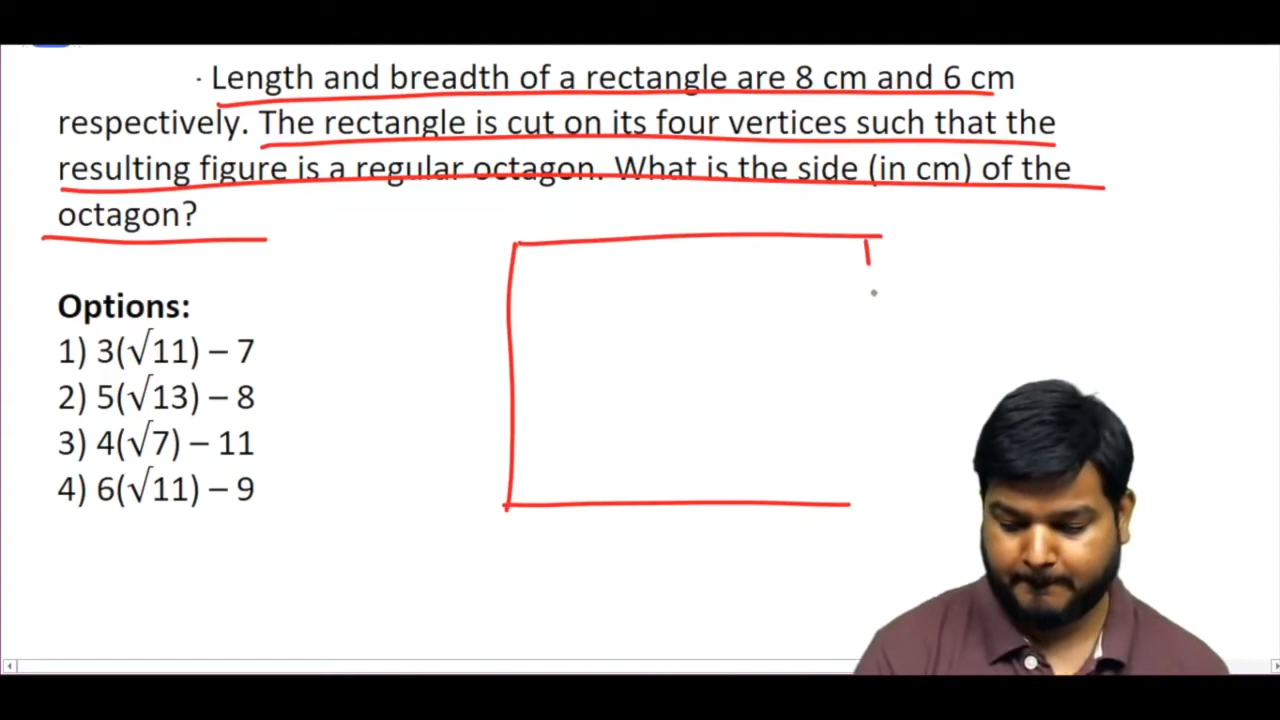 Length and breadth of a rectangle are 8 cm and 6 cm
respectively. The rectangle is cut on its four vertices such that the
resulting figure is a regular octagon. What is the side (in cm) of the
octagon?
Options:
1) 3(√11) – 7
2) 5(√13) – 8
3) 4(√7) – 11
4) 6(√11) – 9